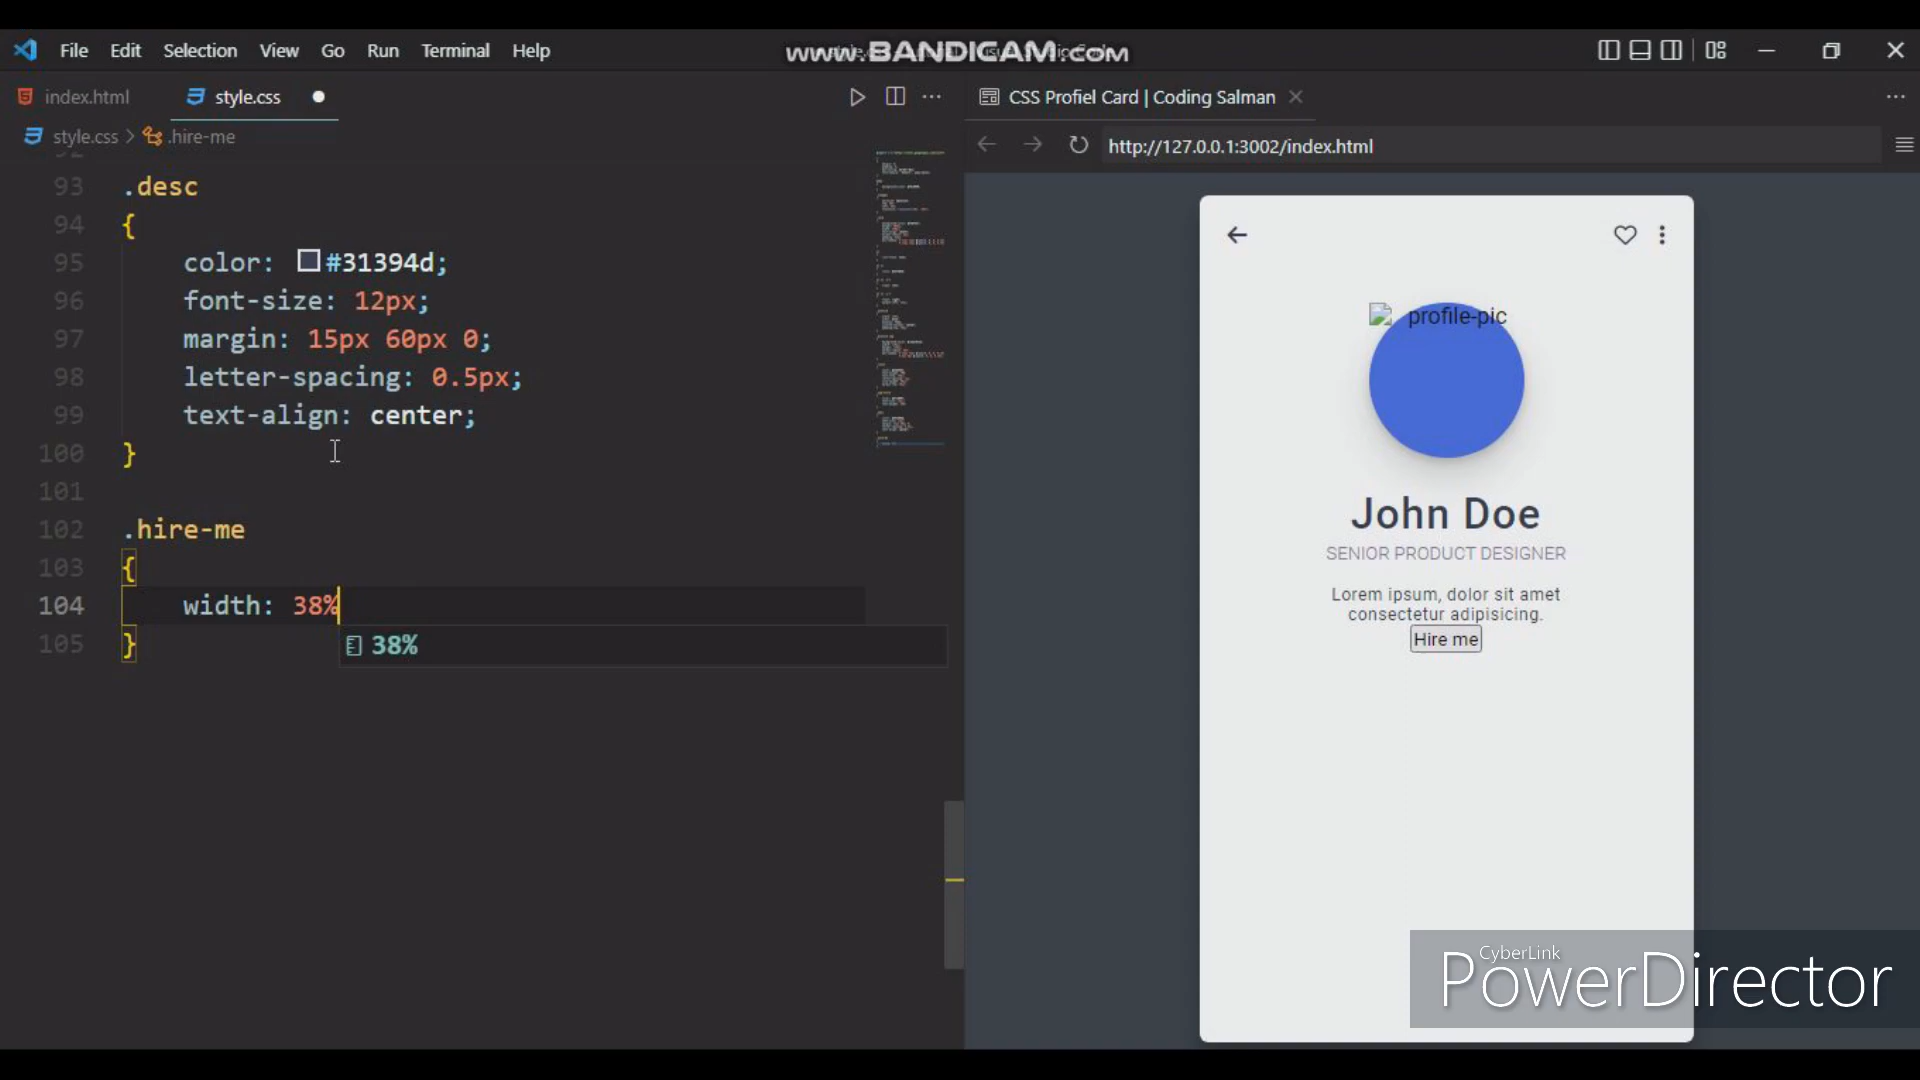 File Edit Selection View Go Run Terminal Help
www.BANDICAM.com
index.html style.css
style.css > .hire-me
93 .desc
94 {
95 color: #31394d;
96 font-size: 12px;
97 margin: 15px 60px 0;
98 letter-spacing: 0.5px;
99 text-align: center;
100 }
101
102 .hire-me
103 {
104 width: 38%
38%
105 }
CSS Profiel Card | Coding Salman
http://127.0.0.1:3002/index.html
profile-pic
John Doe
SENIOR PRODUCT DESIGNER
Lorem ipsum, dolor sit amet
consectetur adipisicing.
Hire me
CyberLink
PowerDirector